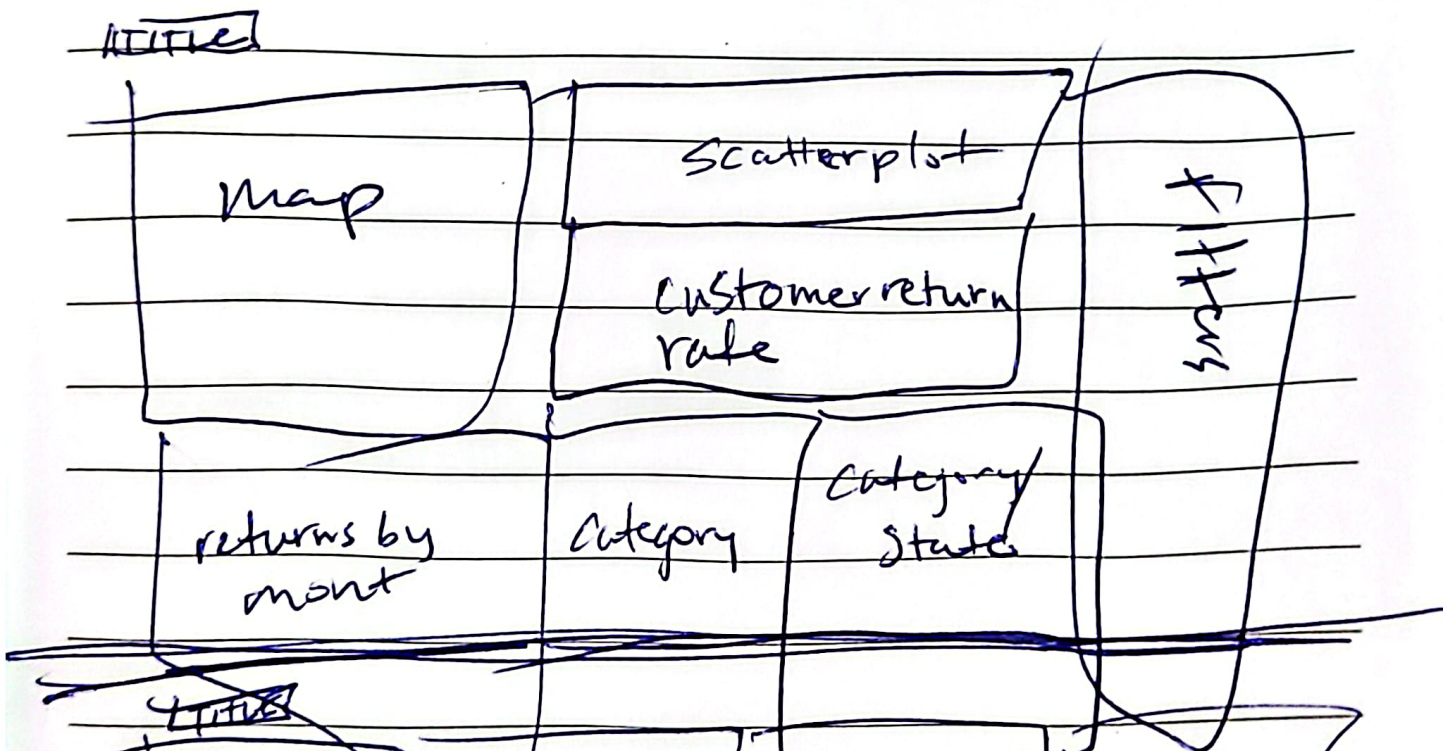 TITLE
Map
Scatterplot
customer return
rate
filters
returns by
mont
Category
Category/
State
TITLE